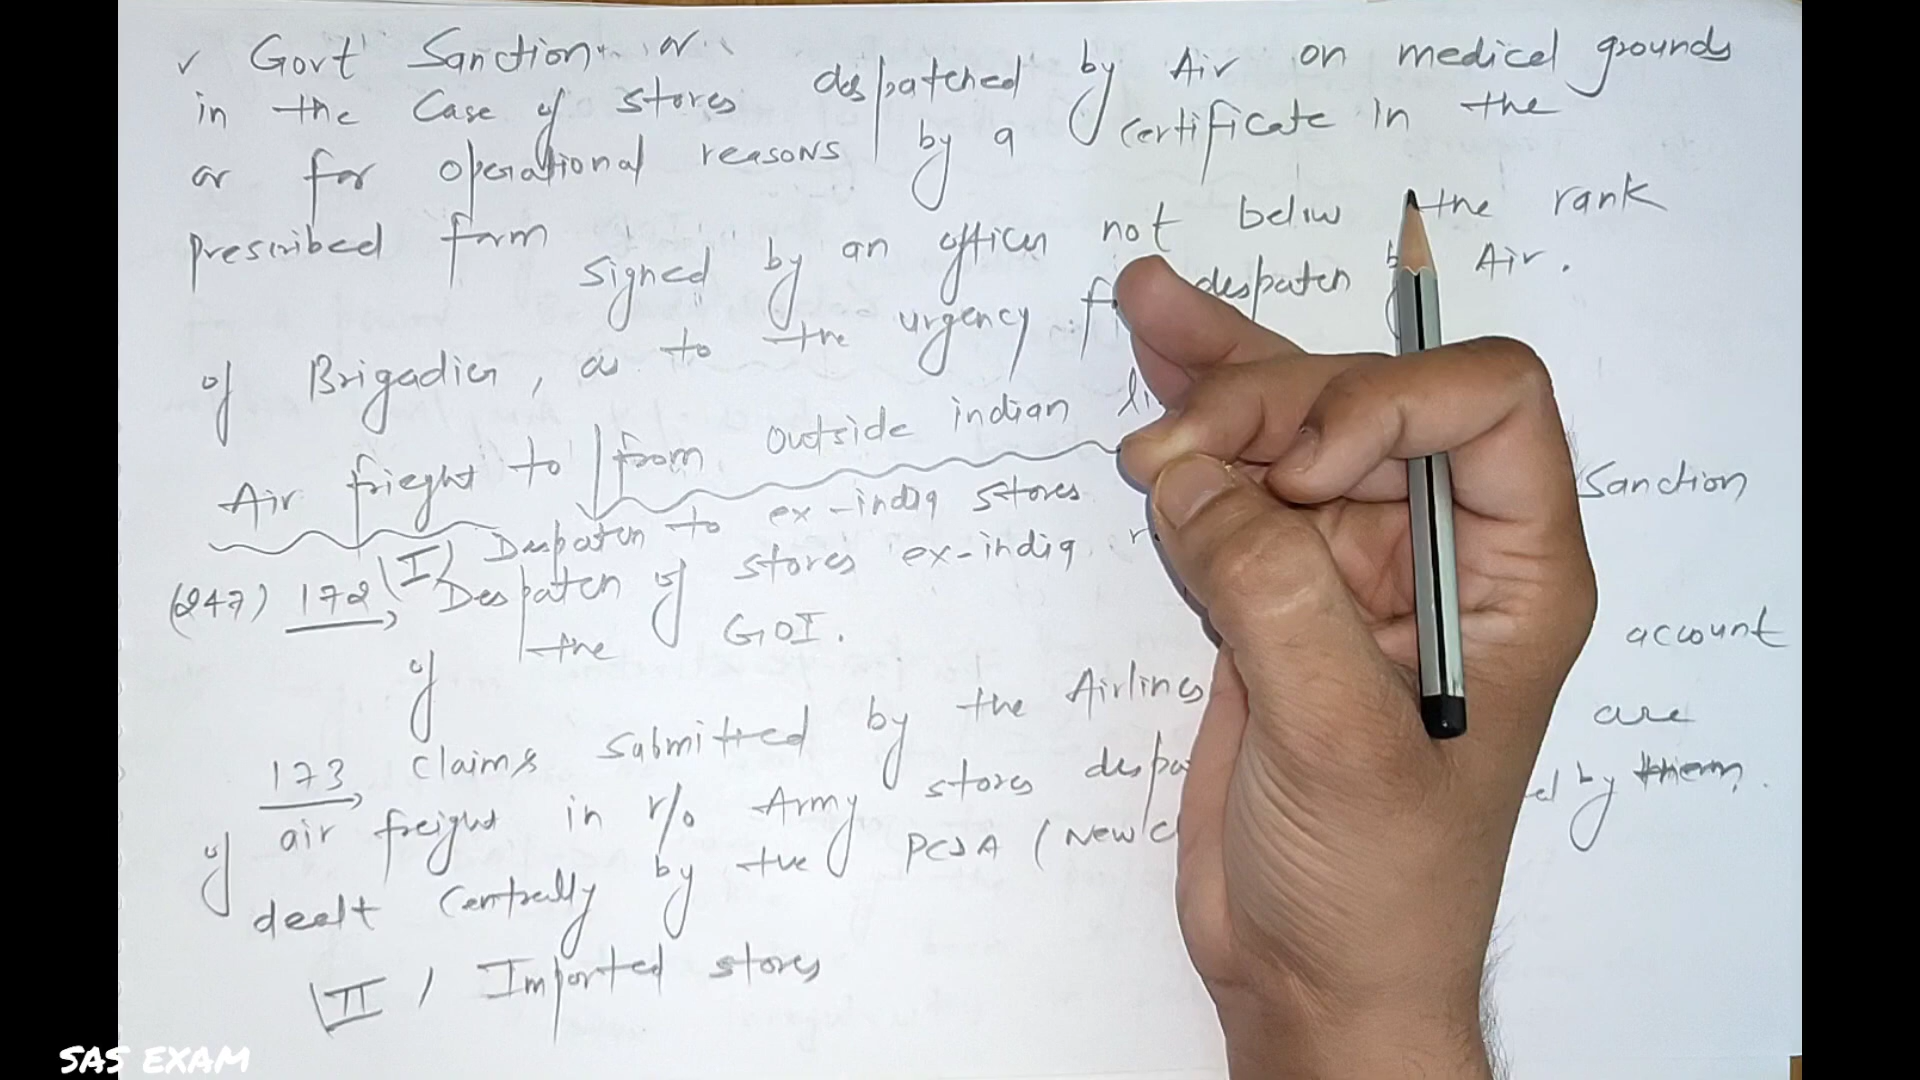 ✓ Govt Sanction or
in the Case of stores despatched by Air on medical grounds
or for operational reasons by a certificate in the
prescribed form signed by an officer not below the rank
of Brigadier, as to the urgency despatch by Air.
Air frieght to / from outside indian
(I) Despatch to ex-india stores
(247) 172, Despatch of stores ex-india Sanction
of the GOI.
173, claims submitted by the Airlines account
of air freight in r/o Army stores are
dealt centrally by the PCDA (New by them.
(II) Imported stores
SAS EXAM